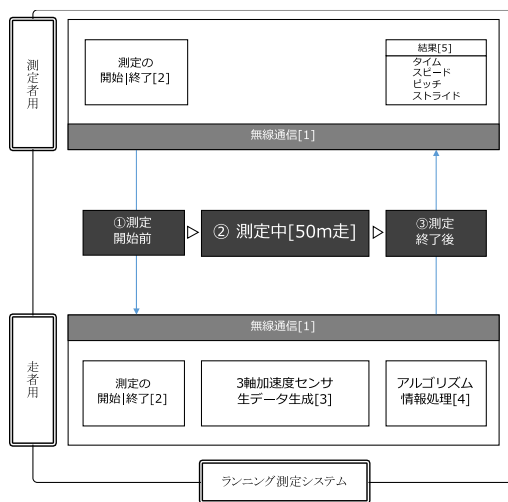 測定者用
測定の
開始|終了[2]
結果[5]
タイム
スピード
ピッチ
ストライド
無線通信[1]
①測定
開始前
② 測定中[50m走]
③測定
終了後
走者用
無線通信[1]
測定の
開始|終了[2]
3軸加速度センサ
生データ生成[3]
アルゴリズム
情報処理[4]
ランニング測定システム